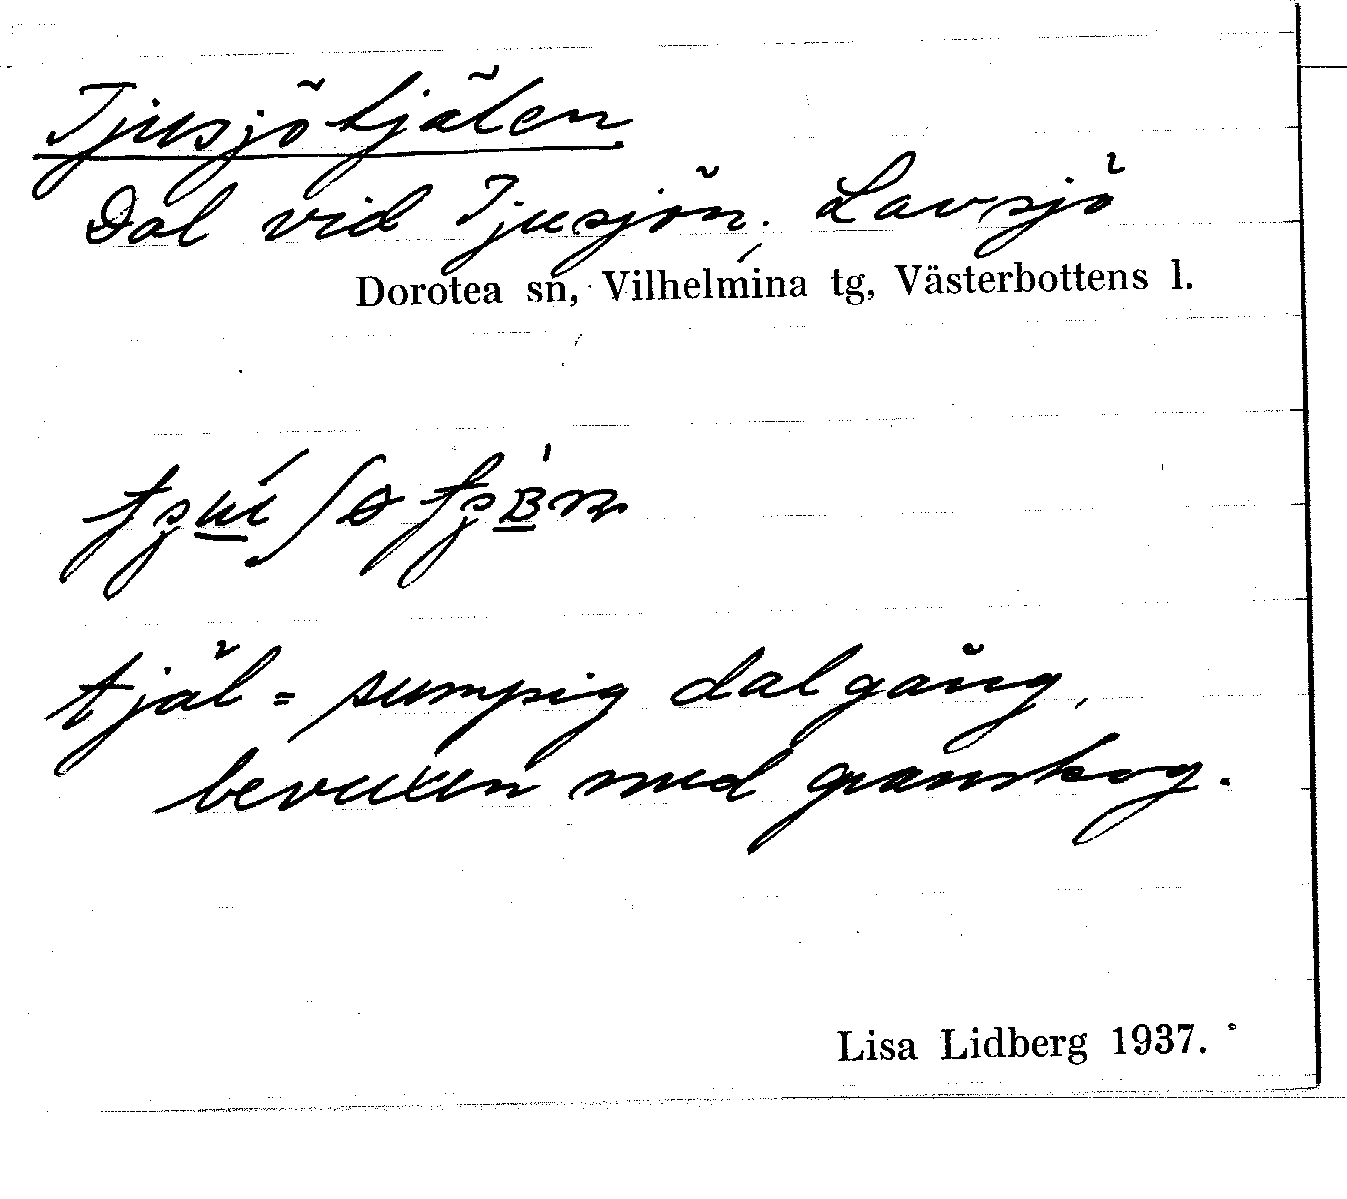 Tjusjötjälen
Dal vid Tjusjön. Lavsjö
Dorotea sn, Vilhelmina tg, Västerbottens l.
tjäl = sumpig dalgång,
bevuxen med granskog.
Lisa Lidberg 1937.